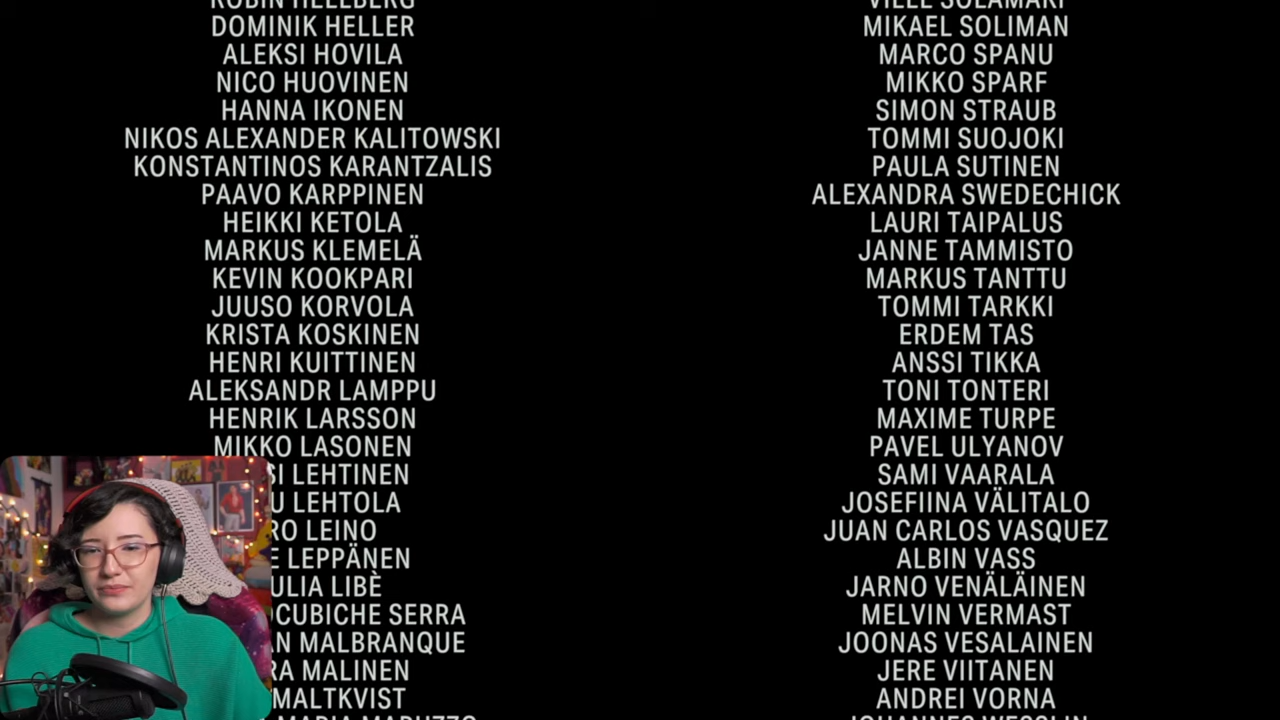 DOMINIK HELLER
ALEKSI HOVILA
NICO HUOVINEN
HANNA IKONEN
NIKOS ALEXANDER KALITOWSKI
KONSTANTINOS KARANTZALIS
PAAVO KARPPINEN
HEIKKI KETOLA
MARKUS KLEMELÄ
KEVIN KOOKPARI
JUUSO KORVOLA
KRISTA KOSKINEN
HENRI KUITTINEN
ALEKSANDR LAMPPU
HENRIK LARSSON
MIKKO LASONEN
LEHTINEN
LEHTOLA
LEINO
LEPPÄNEN
LIBÈ
CUBICHE SERRA
MALBRANQUE
MALINEN
MALTKVIST
VILLE SOLAMÄKI
MIKAEL SOLIMAN
MARCO SPANU
MIKKO SPARF
SIMON STRAUB
TOMMI SUOJOKI
PAULA SUTINEN
ALEXANDRA SWEDECHICK
LAURI TAIPALUS
JANNE TAMMISTO
MARKUS TANTTU
TOMMI TARKKI
ERDEM TAS
ANSSI TIKKA
TONI TONTERI
MAXIME TURPE
PAVEL ULYANOV
SAMI VAARALA
JOSEFIINA VÄLITALO
JUAN CARLOS VASQUEZ
ALBIN VASS
JARNO VENÄLÄINEN
MELVIN VERMAST
JOONAS VESALAINEN
JERE VIITANEN
ANDREI VORNA